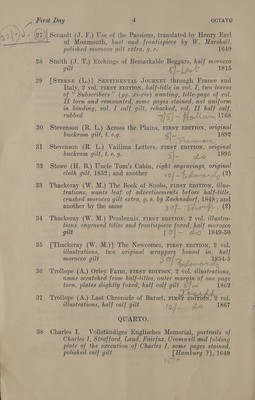 First Day 4 OCTAVO
27 Senault (J. F.) Use of the Passions, translated by Henry Earl
of Monmouth, bust and frontispiece by W. Marshall,
polished morocco gilt extra, g. e. 1649
28 Smith (J. T.) Etchings of Remarkable Beggars, half morocco
gilt 1815
29 [STERNE (L.)] SENTIMENTAL JOURNEY through France and
Italy, 2 vol. FIRST EDITION, half-title in vol. I, two leaves
of "Subscribers" (pp. xv-xix) wanting, title-page of vol.
II torn and remounted, some pages stained, not uniform
in binding, vol. I calf gilt, rebacked, vol. II half calf,
rubbed 1768
30 Stevenson (R. L.) Across the Plains, FIRST EDITION, original
buckram gilt, t. e. g. 1892
31 Stevenson (R. L.) Vailima Letters, FIRST EDITION, original
buckram gilt, t. e. g. 5/- do 1895
32 Stowe (H. B.) Uncle Tom's Cabin, eight engravings, original
cloth gilt, 1852; and another 10/- Edwards (2)
33 Thackeray (W. M.) The Book of Snobs, FIRST EDITION, illus-
trations, wants leaf of advertisements before half-title,
crushed morocco gilt extra, g. e. by Zaehnsdorf, 1848; and
another by the same (2)
34 Thackeray (W. M.) Pendennis, FIRST EDITION, 2 vol. illustra-
tions, engraved titles and frontispiece foxed, half morocco
gilt 10/- do 1849-50
35 [Thackeray (W. M.)] The Newcomes, FIRST EDITION, 2 vol.
illustrations, two original wrappers bound in, half
morocco gilt 1854-5
Edwards
36 Trollope (A.) Orley Farm, FIRST EDITION, 2 vol. illustrations,
name scratched from half-titles, outer margin of one page
torn, plates slightly foxed, half calf gilt 1862
37 Trollope (A.) Last Chronicle of Barset, FIRST EDITION, 2 vol.
illustrations, half calf gilt 12/- do 1867
QUARTO.
38 Charles I. Vollständiges Englisches Memorial, portraits of
Charles I, Strafford, Laud, Fairfax, Cromwell and folding
plate of the execution of Charles I, some pages stained,
polished calf gilt [Hamburg ?], 1649